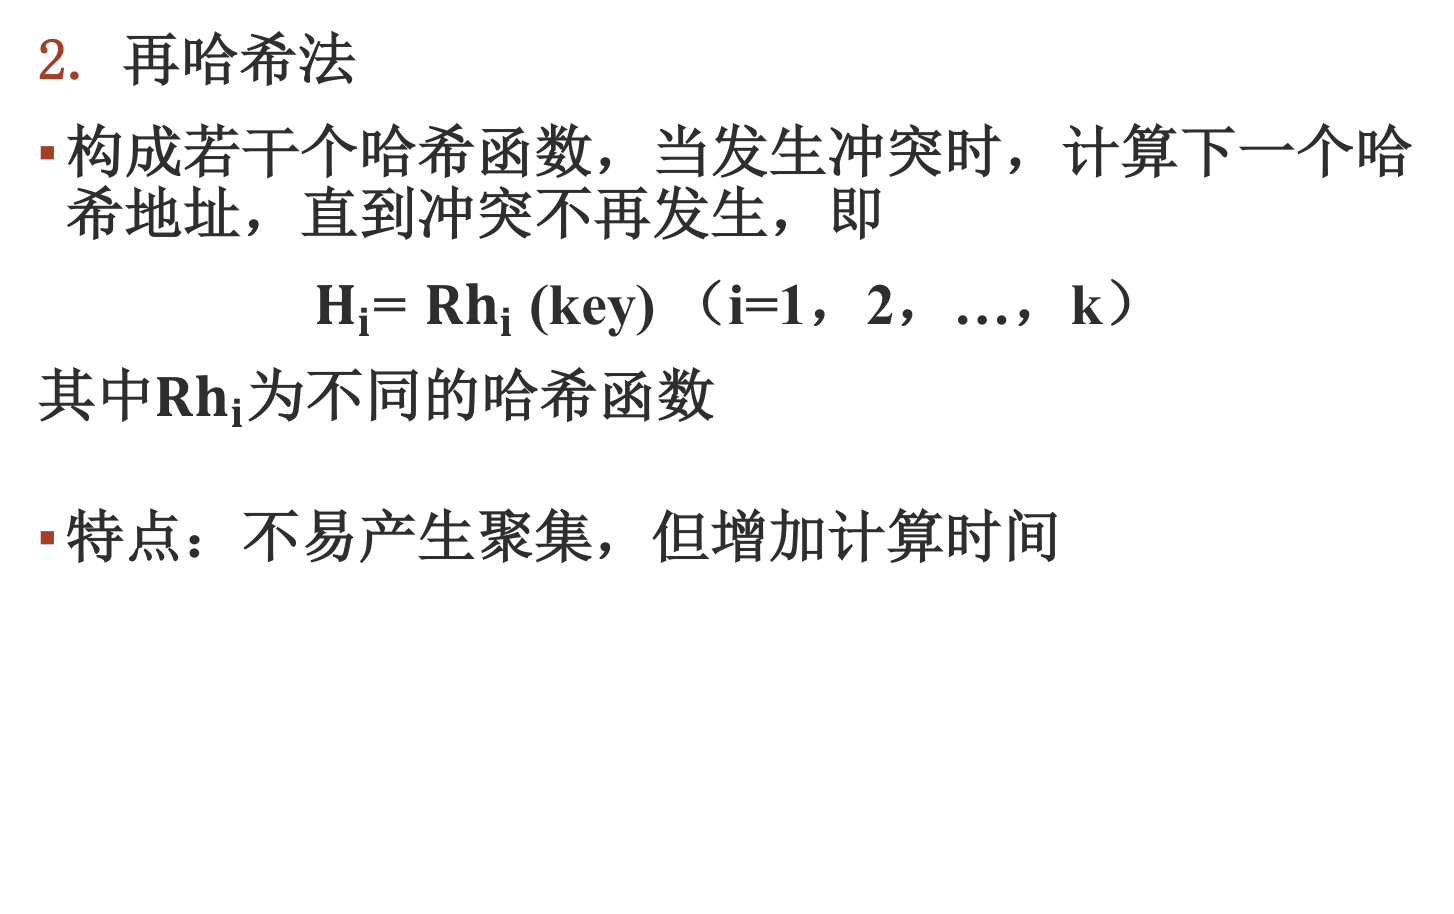 2. 再哈希法
▪构成若干个哈希函数，当发生冲突时，计算下一个哈
希地址，直到冲突不再发生，即
Hi= Rhi (key) （i=1，2，…，k）
其中Rhi为不同的哈希函数
▪特点：不易产生聚集，但增加计算时间